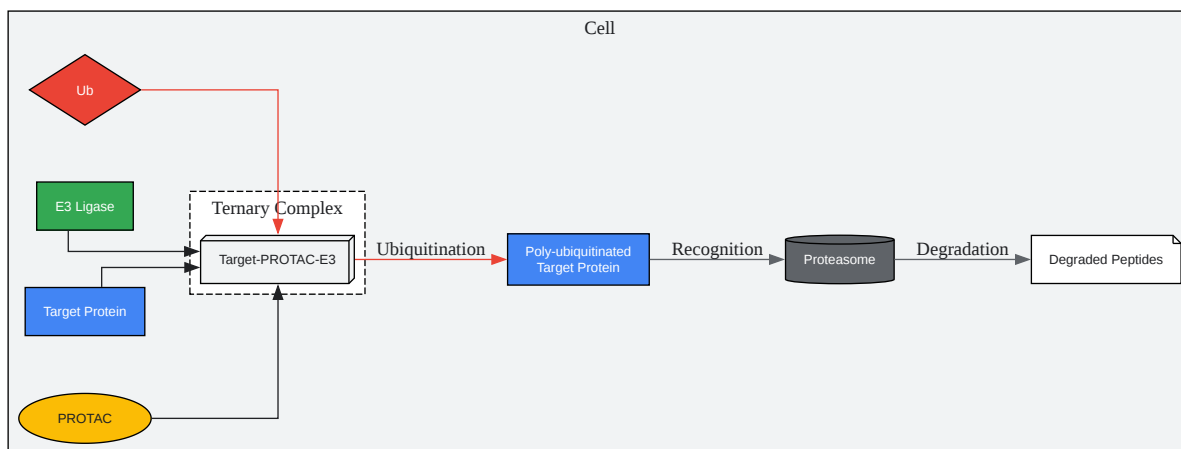 Cell
Ub
E3 Ligase
Ternary Complex
Target-PROTAC-E3
Target Protein
PROTAC
Ubiquitination
Poly-ubiquitinated
Target Protein
Recognition
Proteasome
Degradation
Degraded Peptides